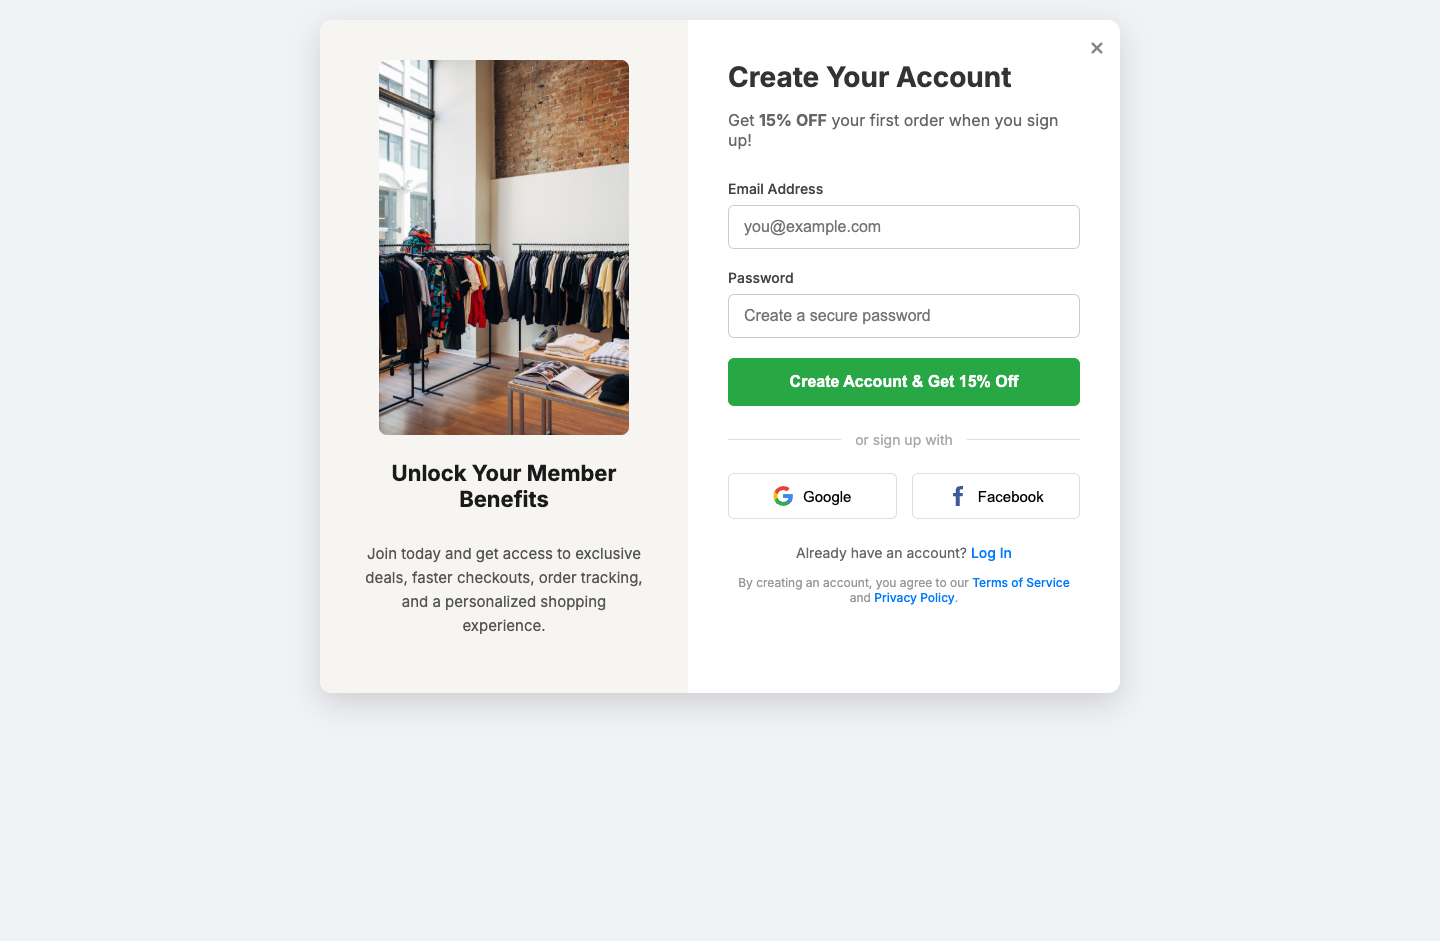 ×
Create Your Account
Get 15% OFF your first order when you sign
up!
Email Address
you@example.com
Password
Create a secure password
Create Account & Get 15% Off
or sign up with
Google
Facebook
Already have an account? Log In
By creating an account, you agree to our Terms of Service
and Privacy Policy.
Unlock Your Member
Benefits
Join today and get access to exclusive
deals, faster checkouts, order tracking,
and a personalized shopping
experience.